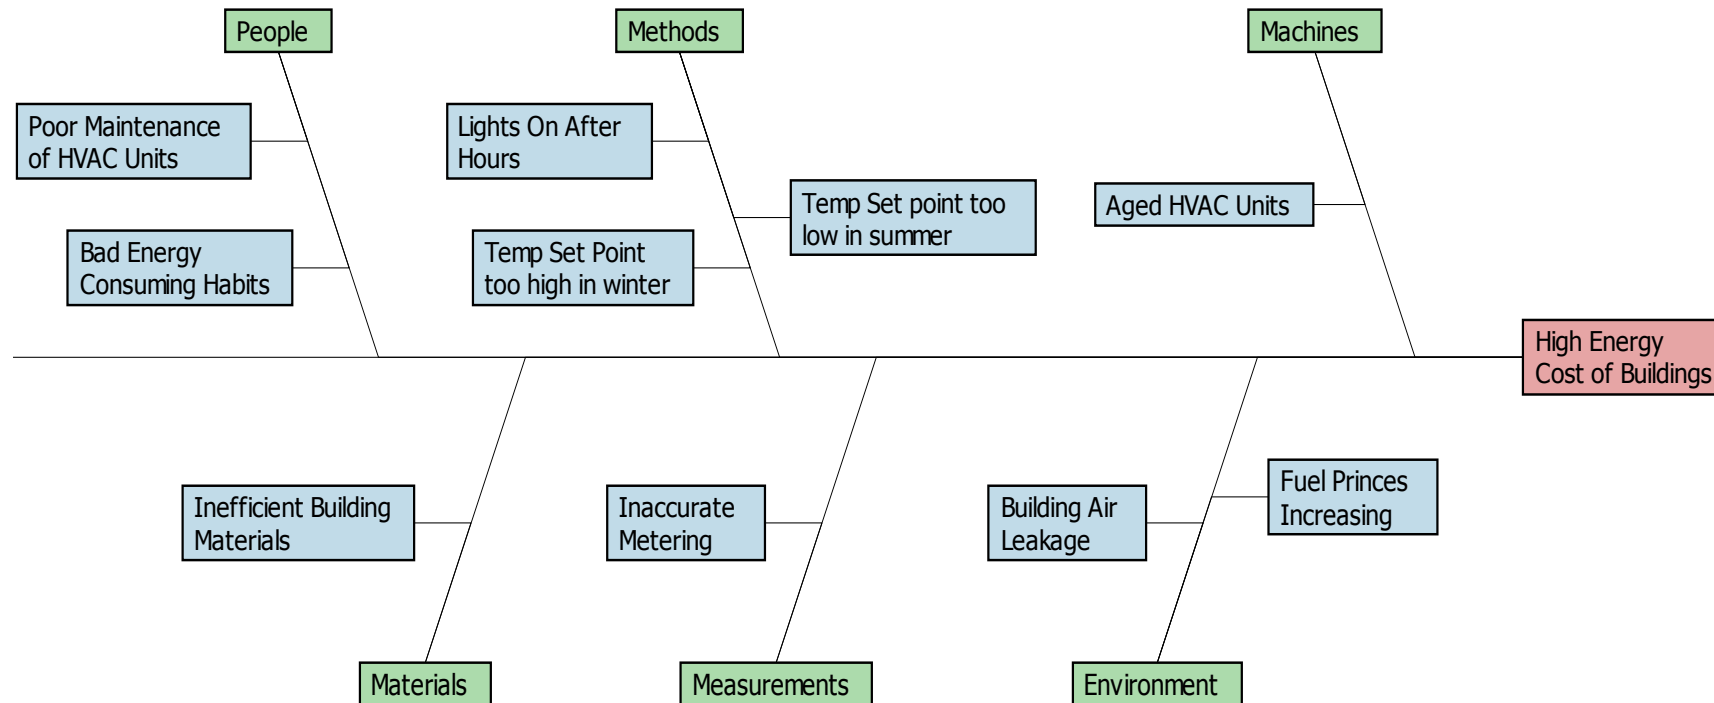 People
Methods
Machines
Poor Maintenance
of HVAC Units
Lights On After
Hours
Temp Set point too
low in summer
Aged HVAC Units
Bad Energy
Consuming Habits
Temp Set Point
too high in winter
High Energy
Cost of Buildings
Inefficient Building
Materials
Inaccurate
Metering
Building Air
Leakage
Fuel Princes
Increasing
Materials
Measurements
Environment